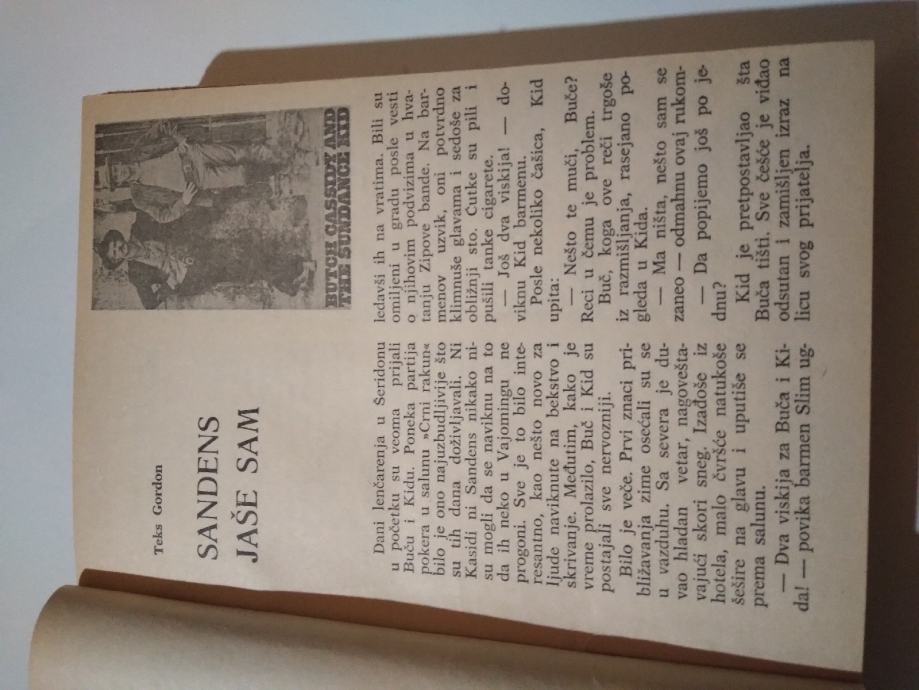 Teks Gordon
SANDENS
JAŠE SAM
BUTCH CASSIDY AND
THE SUNDANCE KID
Dani lenčarenja u Šeridonu
u početku su veoma prijali
Buču i Kidu. Poneka partija
pokera u salunu »Crni rakun«
bilo je ono najuzbudljivije što
su tih dana doživljavali. Ni
Kasidi ni Sandens nikako ni-
su mogli da se naviknu na to
da ih neko u Vajomingu ne
progoni. Sve je to bilo inte-
resantno, kao nešto novo za
ljude naviknute na bekstvo i
skrivanje. Međutim, kako je
vreme prolazilo, Buč i Kid su
postajali sve nervozniji.
Bilo je veče. Prvi znaci pri-
bližavanja zime osećali su se
u vazduhu. Sa severa je du-
vao hladan vetar, nagovešta-
vajući skori sneg. Izađoše iz
hotela, malo čvršće natukoše
šešire na glavu i uputiše se
prema salunu.
— Dva viskija za Buča i Ki-
da! — povika barmen Slim ug-
ledavši ih na vratima. Bili su
omiljeni u gradu posle vesti
o njihovim podvizima u hva-
tanju Zipove bande. Na bar-
menov uzvik, oni potvrdno
klimnuše glavama i sedoše za
obližnji sto. Ćutke su pili i
pušili tanke cigarete.
— Još dva viskija! — do-
viknu Kid barmenu.
Posle nekoliko čašica, Kid
upita:
— Nešto te muči, Buče?
Reci u čemu je problem.
Buč, koga ove reči trgoše
iz razmišljanja, rasejano po-
gleda u Kida.
— Ma ništa, nešto sam se
zaneo — odmahnu ovaj rukom-
— Da popijemo još po je-
dnu?
Kid je pretpostavljao šta
Buča tišti. Sve češće je viđao
odsutan i zamišljen izraz na
licu svog prijatelja.